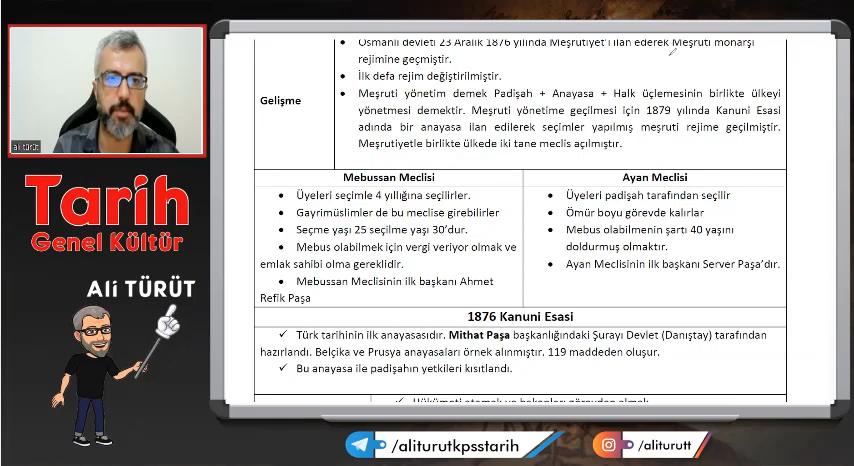 Osmanlı devleti 23 Aralık 1876 yılında Meşrutiyet'i ilan ederek Meşruti monarşi
rejimine geçmiştir.
İlk defa rejim değiştirilmiştir.
Gelişme
Meşruti yönetim demek Padişah + Anayasa + Halk üçlemesinin birlikte ülkeyi
yönetmesi demektir. Meşruti yönetime geçilmesi için 1879 yılında Kanuni Esasi
adında bir anayasa ilan edilerek seçimler yapılmış meşruti rejime geçilmiştir.
Meşrutiyetle birlikte ülkede iki tane meclis açılmıştır.
Mebussan Meclisi
Üyeleri seçimle 4 yıllığına seçilirler.
Gayrimüslimler de bu meclise girebilirler
Seçme yaşı 25 seçilme yaşı 30'dur.
Mebus olabilmek için vergi veriyor olmak ve
emlak sahibi olma gereklidir.
Mebussan Meclisinin ilk başkanı Ahmet
Refik Paşa
Ayan Meclisi
Üyeleri padişah tarafından seçilir
Ömür boyu görevde kalırlar
Mebus olabilmenin şartı 40 yaşını
doldurmuş olmaktır.
Ayan Meclisinin ilk başkanı Server Paşa'dır.
1876 Kanuni Esasi
✓ Türk tarihinin ilk anayasasıdır. Mithat Paşa başkanlığındaki Şurayı Devlet (Danıştay) tarafından
hazırlandı. Belçika ve Prusya anayasaları örnek alınmıştır. 119 maddeden oluşur.
✓ Bu anayasa ile padişahın yetkileri kısıtlandı.
✓ Hükümeti atamak ve bakanları görevden almak
ali türüt
Tarih
Genel Kültür
Ali TÜRÜT
/aliturutkpsstarih
/aliturutt